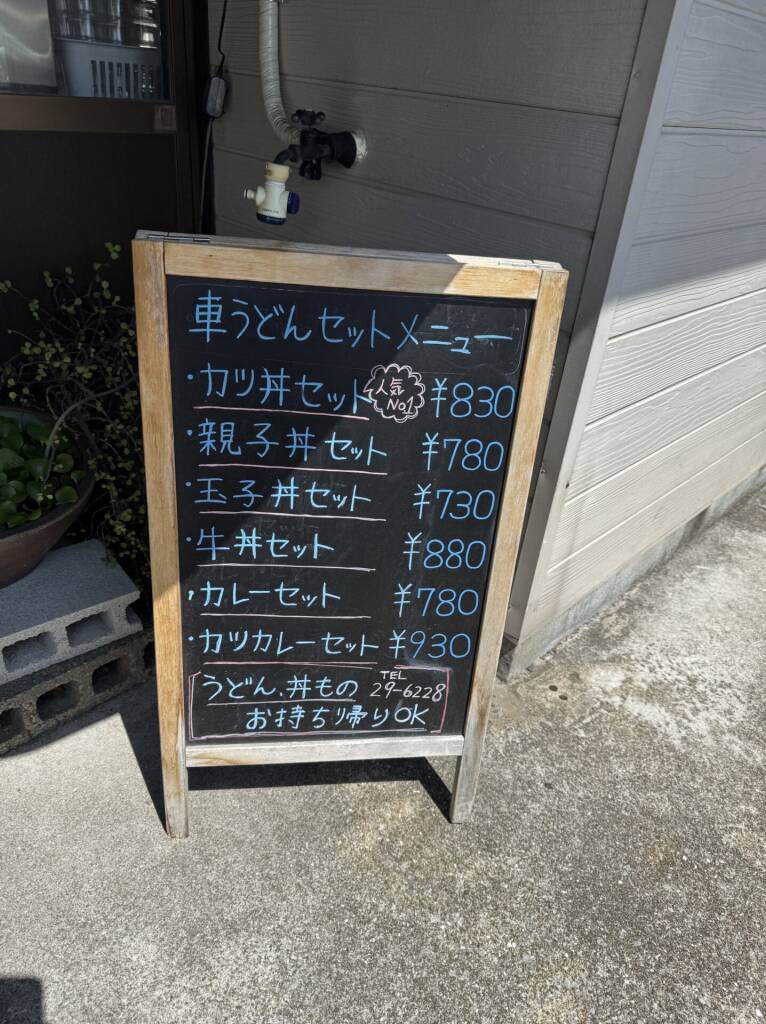 車うどんセットメニュー
・カツ丼セット 人気No.1 ¥830
・親子丼セット ¥780
・玉子丼セット ¥730
・牛丼セット ¥880
・カレーセット ¥780
・カツカレーセット ¥930
うどん、丼もの TEL 29-6228
お持ち帰りOK